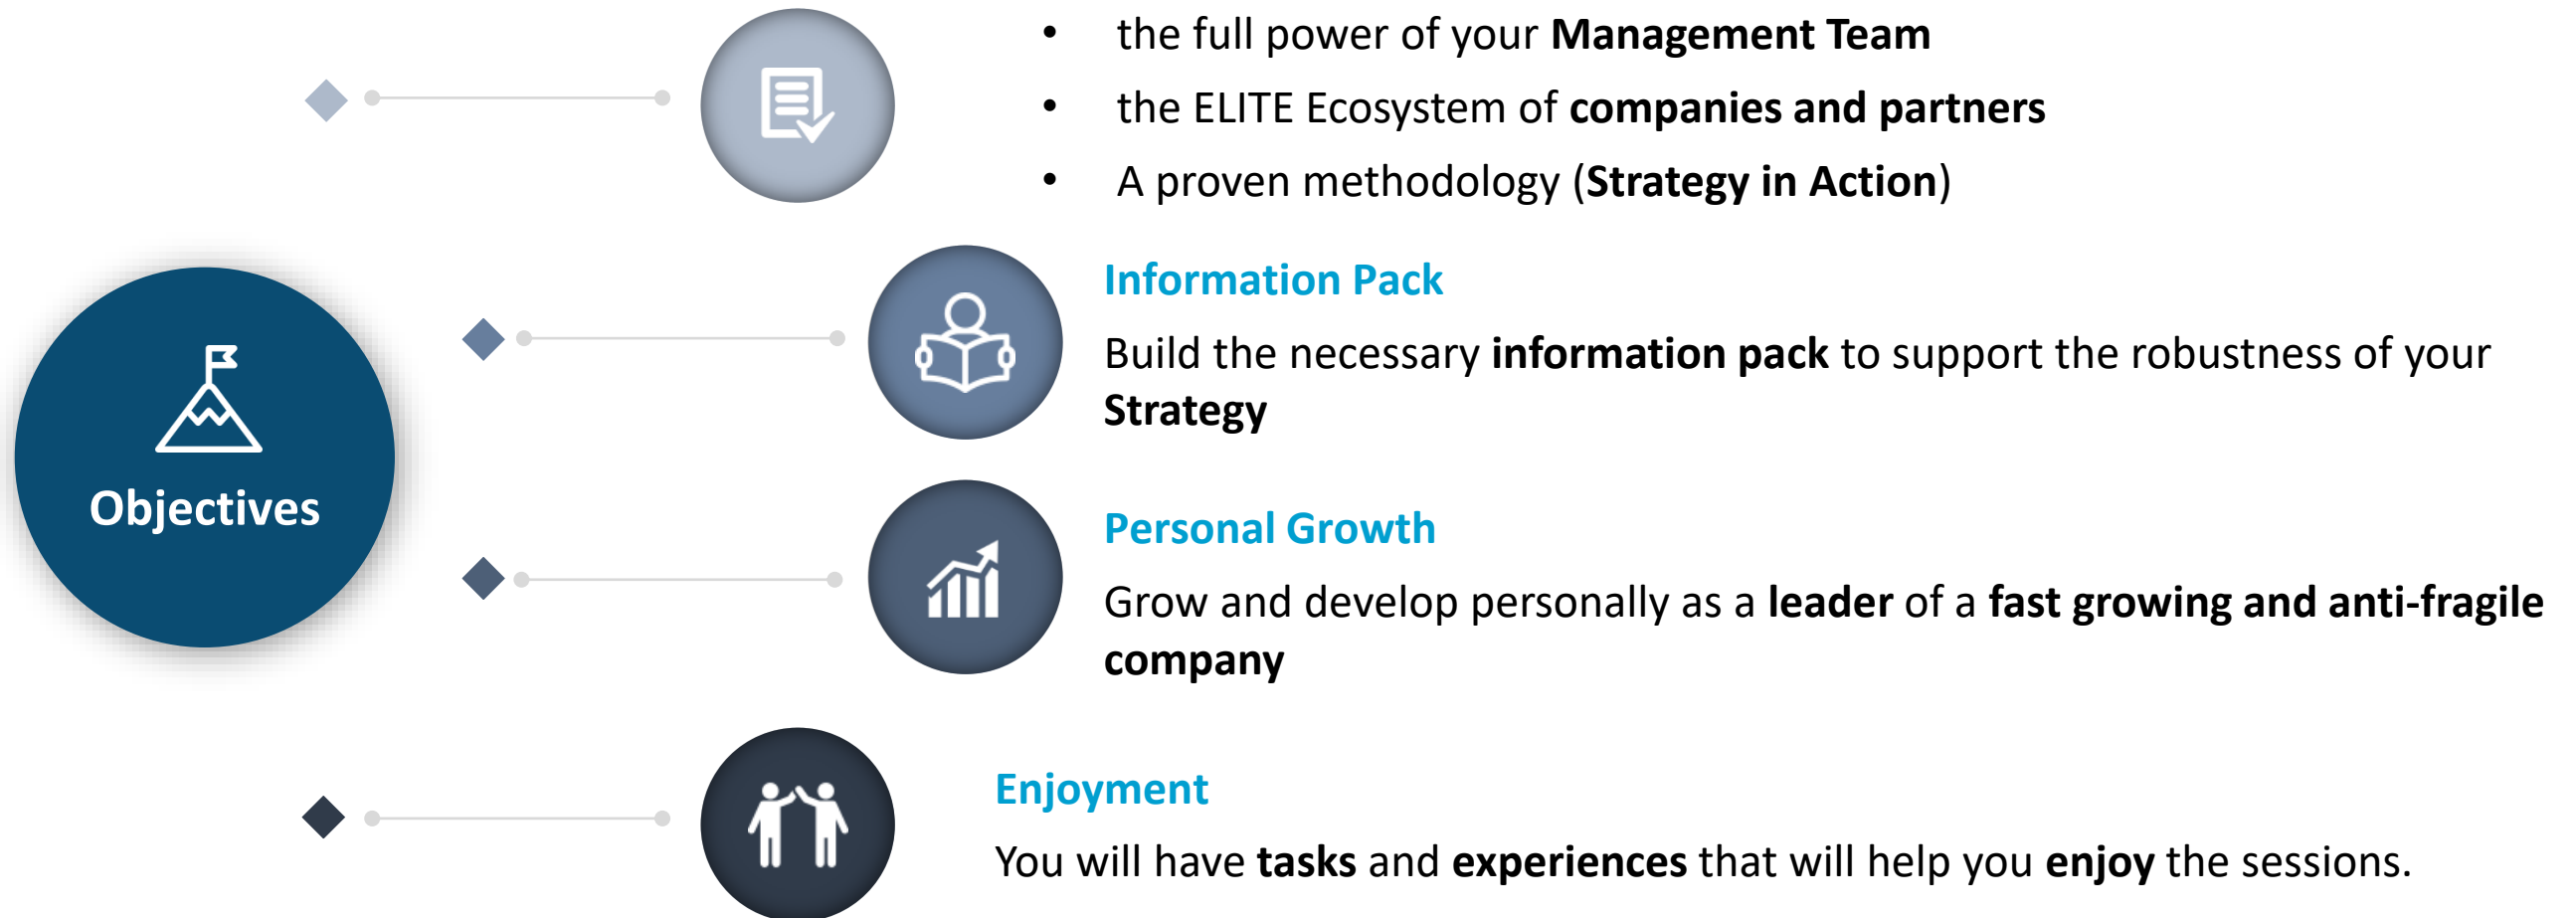 • the full power of your Management Team
• the ELITE Ecosystem of companies and partners
• A proven methodology (Strategy in Action)
Information Pack
Build the necessary information pack to support the robustness of your
Strategy
Objectives
Personal Growth
Grow and develop personally as a leader of a fast growing and anti-fragile
company
Enjoyment
You will have tasks and experiences that will help you enjoy the sessions.